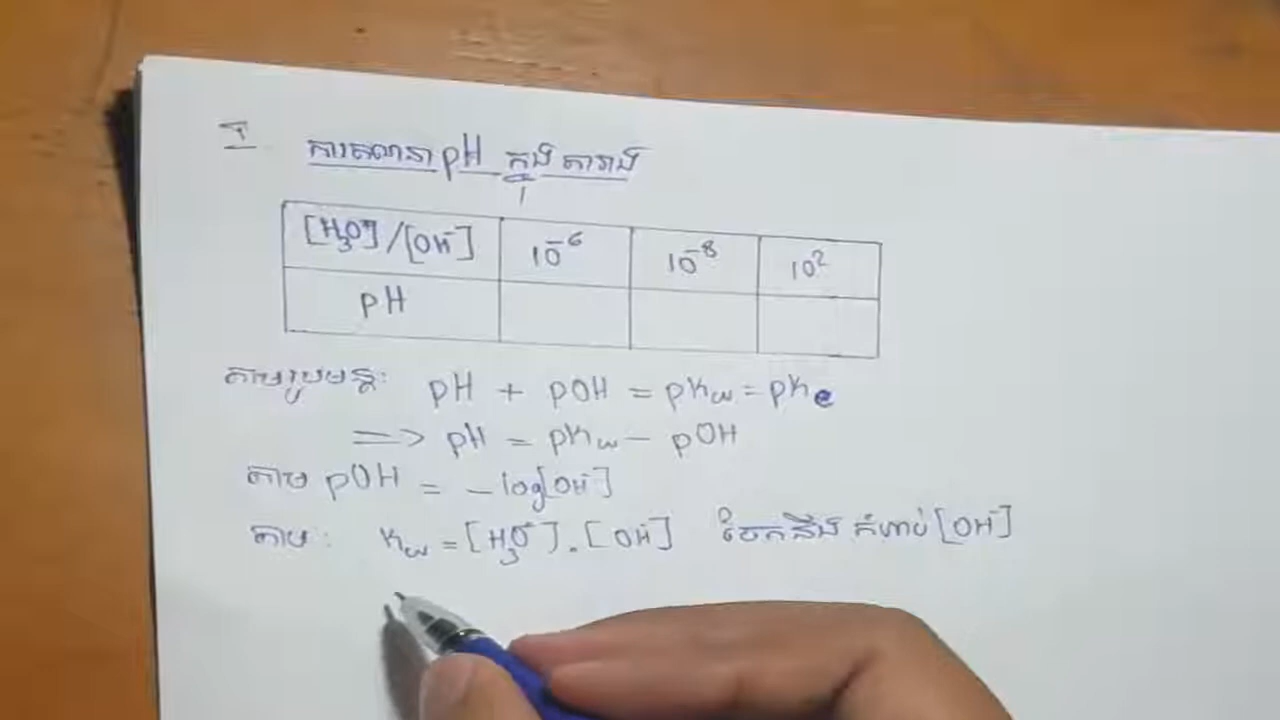 I ការគណនា pH ក្នុង តារាង
[H₃O⁺]/[OH⁻] 10⁻⁶ 10⁻⁸ 10²
pH
តាមរូបមន្ត: pH + pOH = pKw = pKe
=> pH = pKw - pOH
តាម pOH = - log[OH⁻]
តាម: Kw = [H₃O⁺].[OH⁻] ចែកនឹង កំហាប់ [OH⁻]